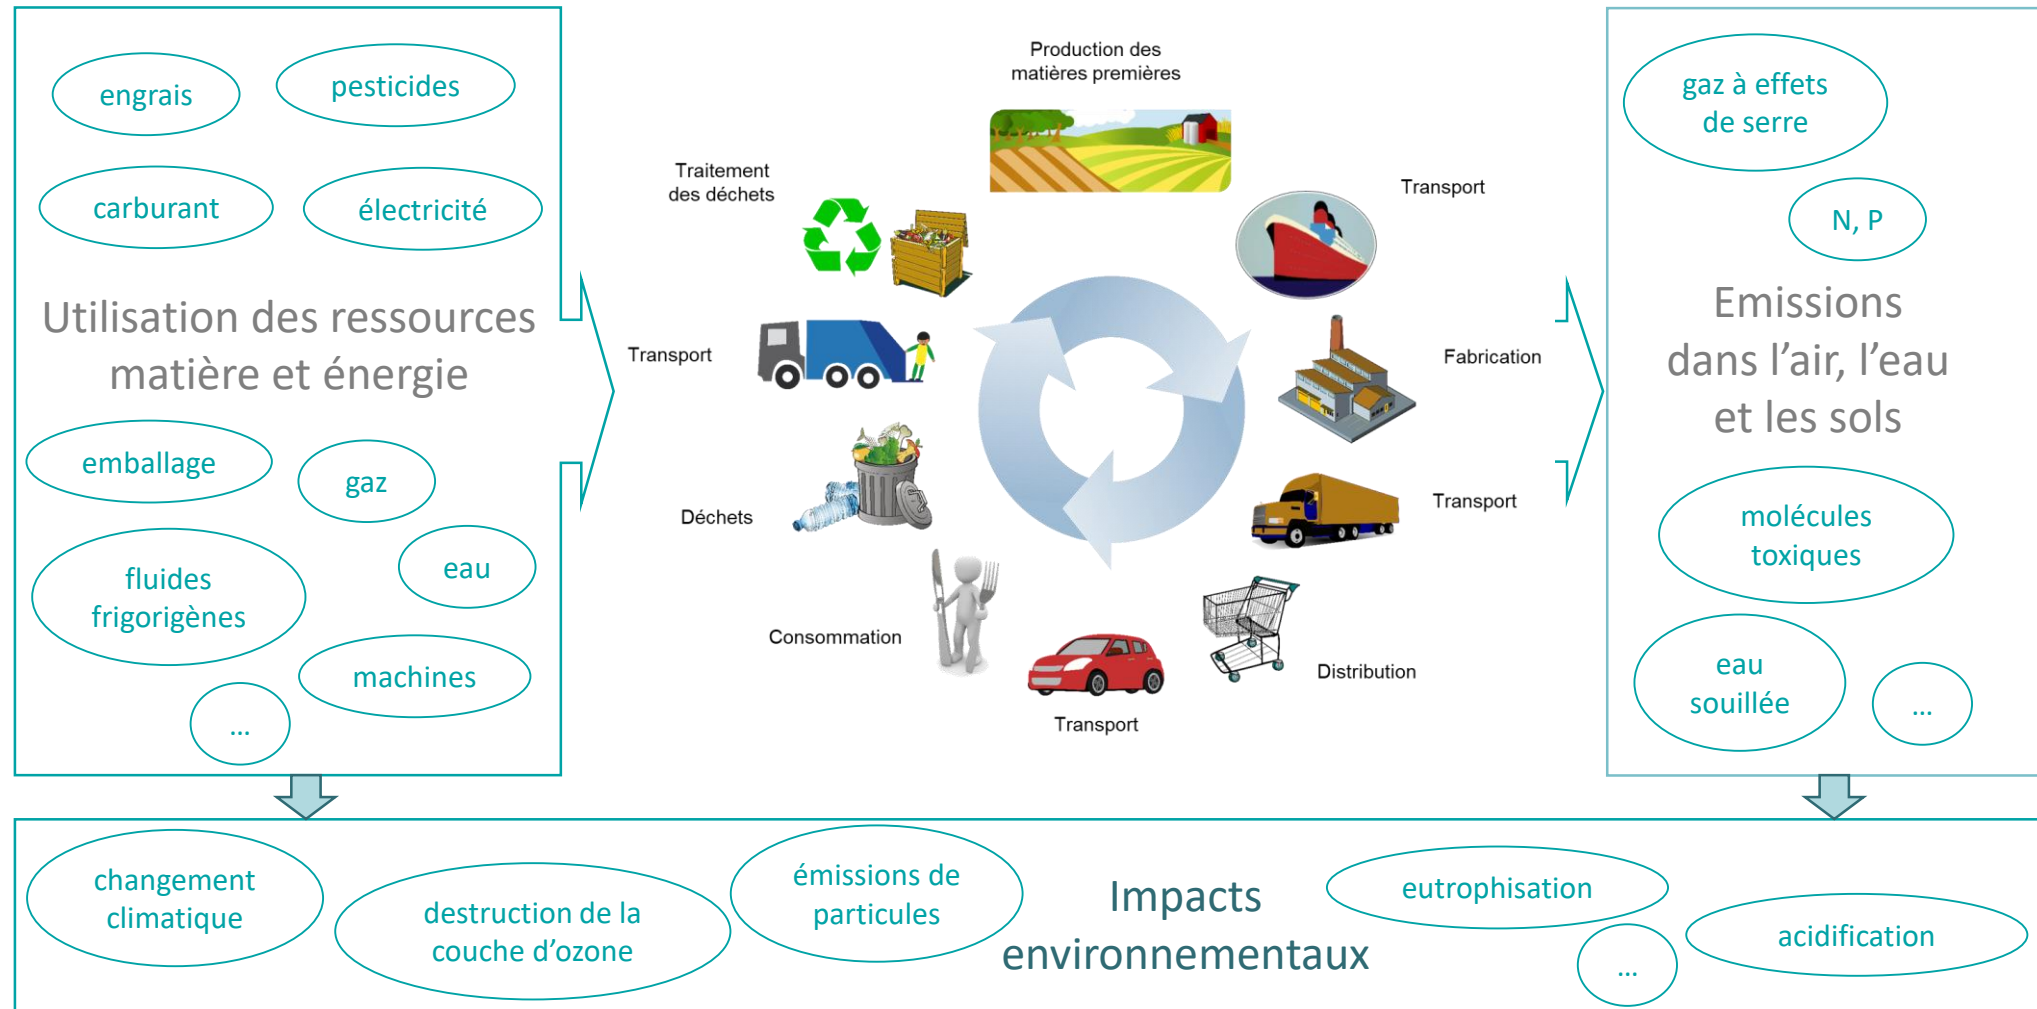 engrais
pesticides
carburant
électricité
Utilisation des ressources
matière et énergie
emballage
gaz
fluides
frigorigènes
eau
machines
...
Production des
matières premières
Transport
Fabrication
Transport
Distribution
Transport
Consommation
Déchets
Transport
Traitement
des déchets
gaz à effets
de serre
N, P
Emissions
dans l'air, l'eau
et les sols
molécules
toxiques
eau
souillée
...
changement
climatique
destruction de la
couche d'ozone
émissions de
particules
Impacts
environnementaux
eutrophisation
...
acidification